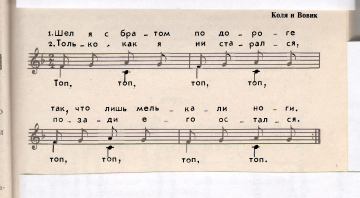 Коля и Вовик
1. Шел я с бра - том по до - ро - ге
2. Толь - ко, как я ни ста - рал - ся,
Топ, топ, топ, топ,
так, что лишь мель - ка - ли но - ги.
по - за - ди е - го ос - тал - ся.
топ, топ, топ, топ.